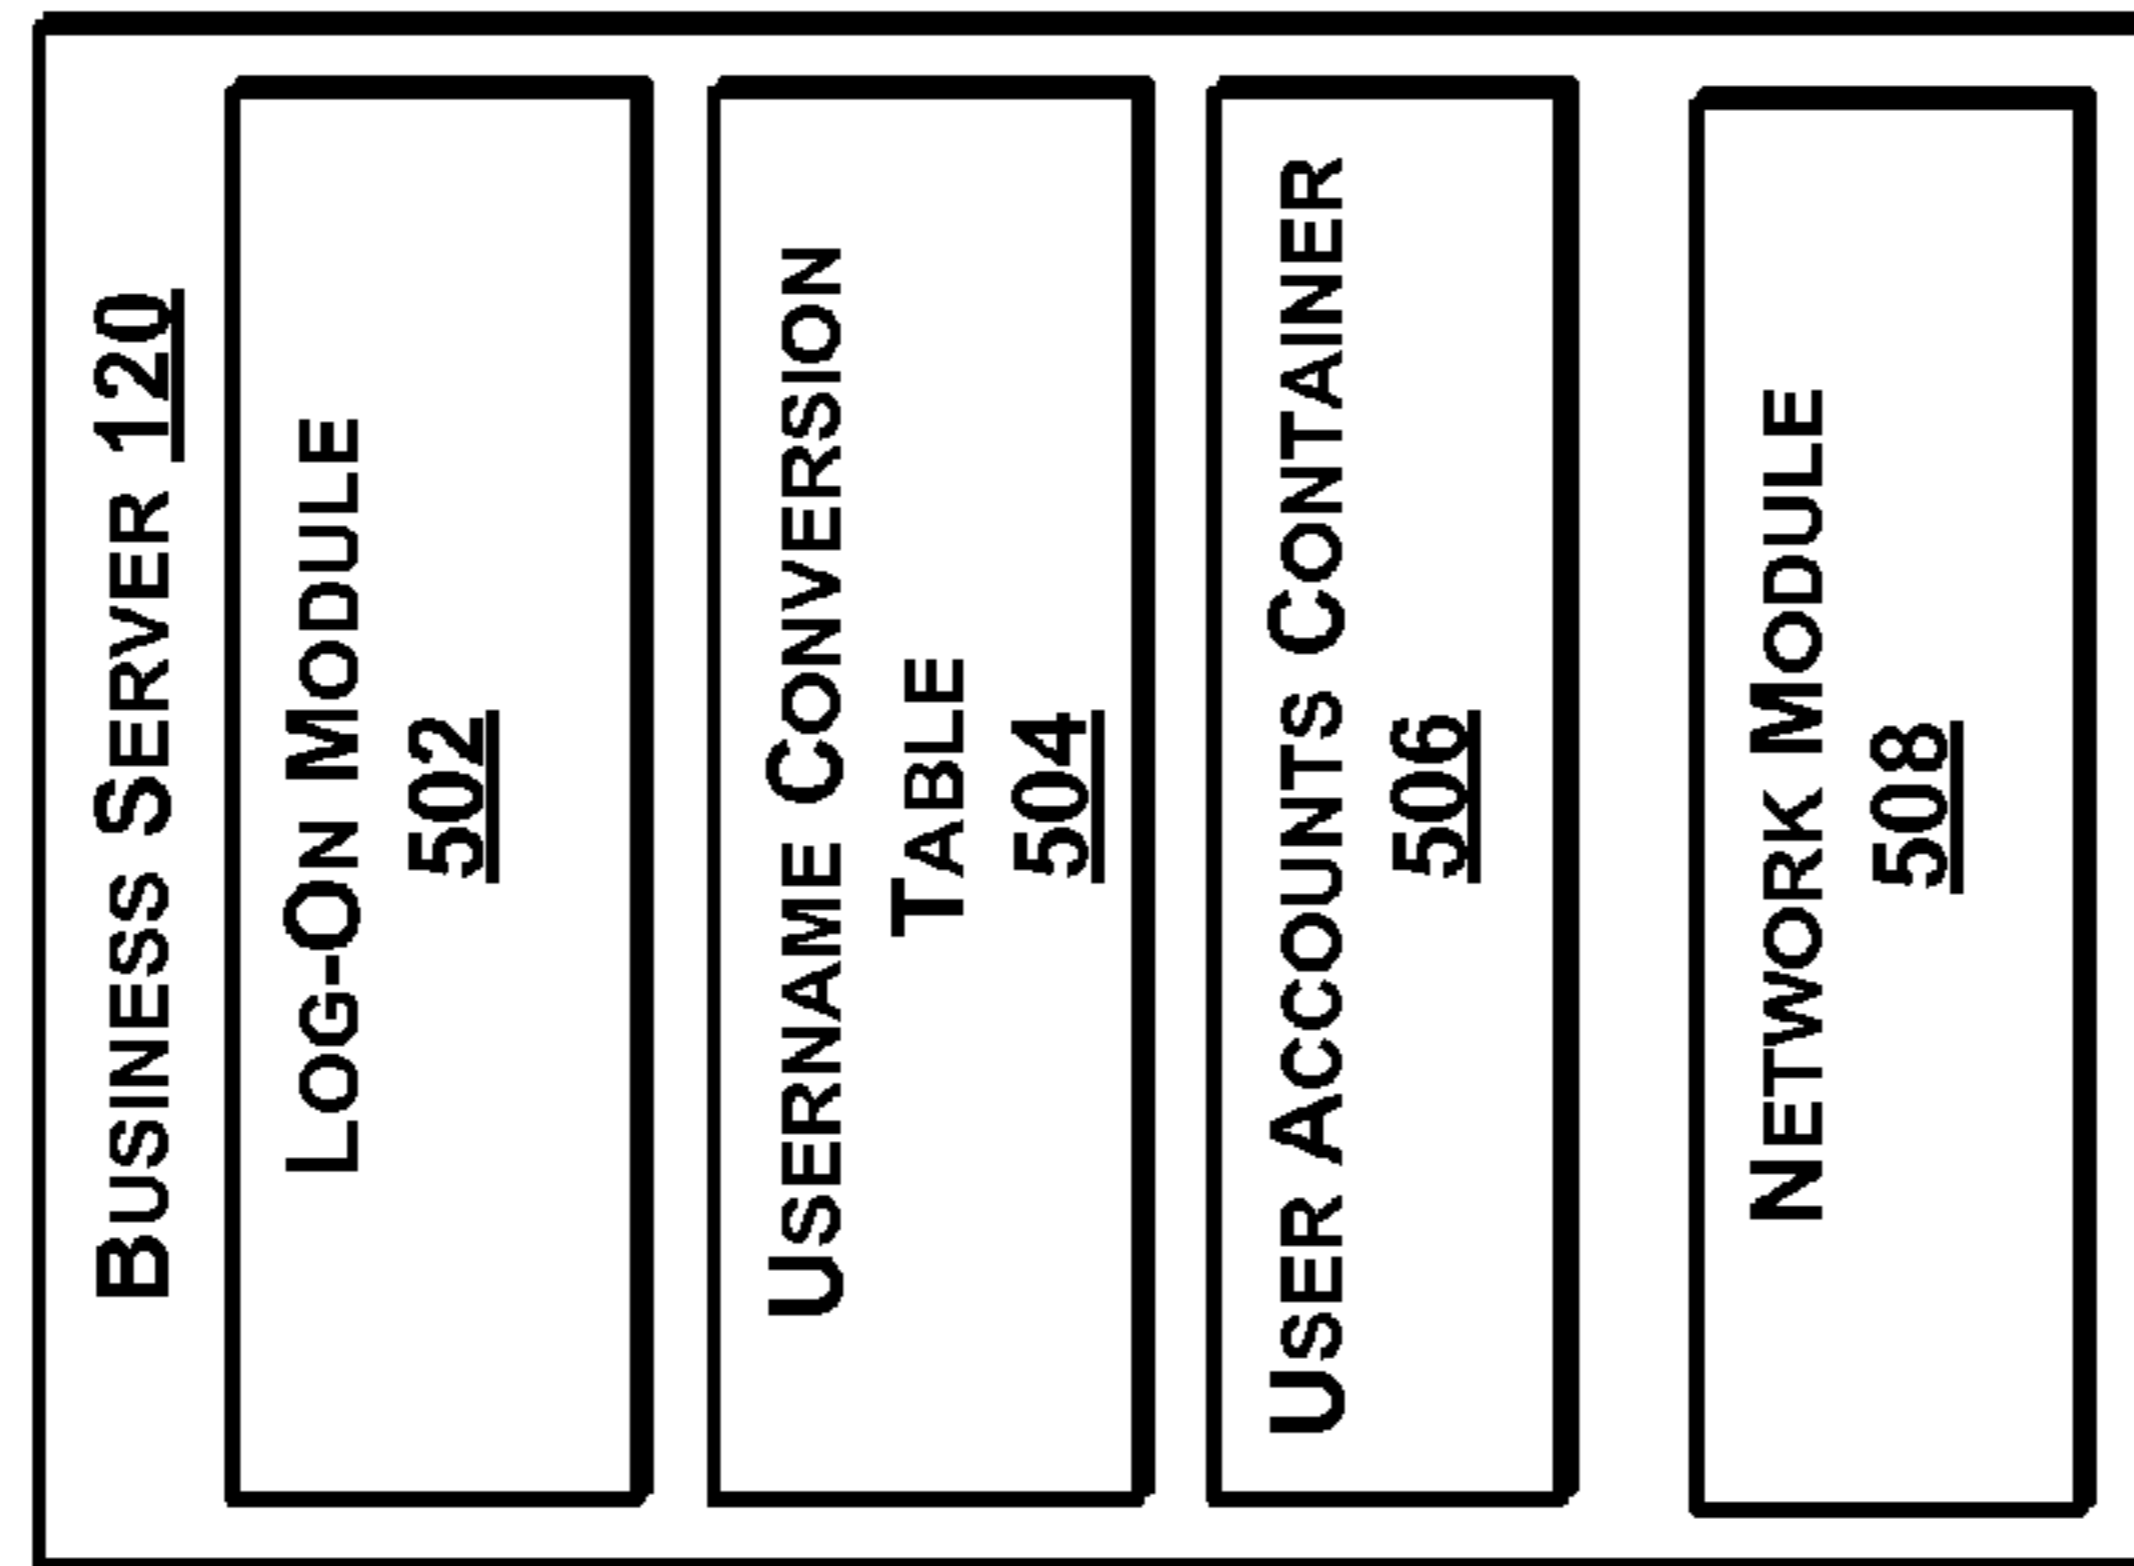 BUSINESS SERVER 120
LOG-ON MODULE
502
USERNAME CONVERSION
TABLE
504
USER ACCOUNTS CONTAINER
506
NETWORK MODULE
508